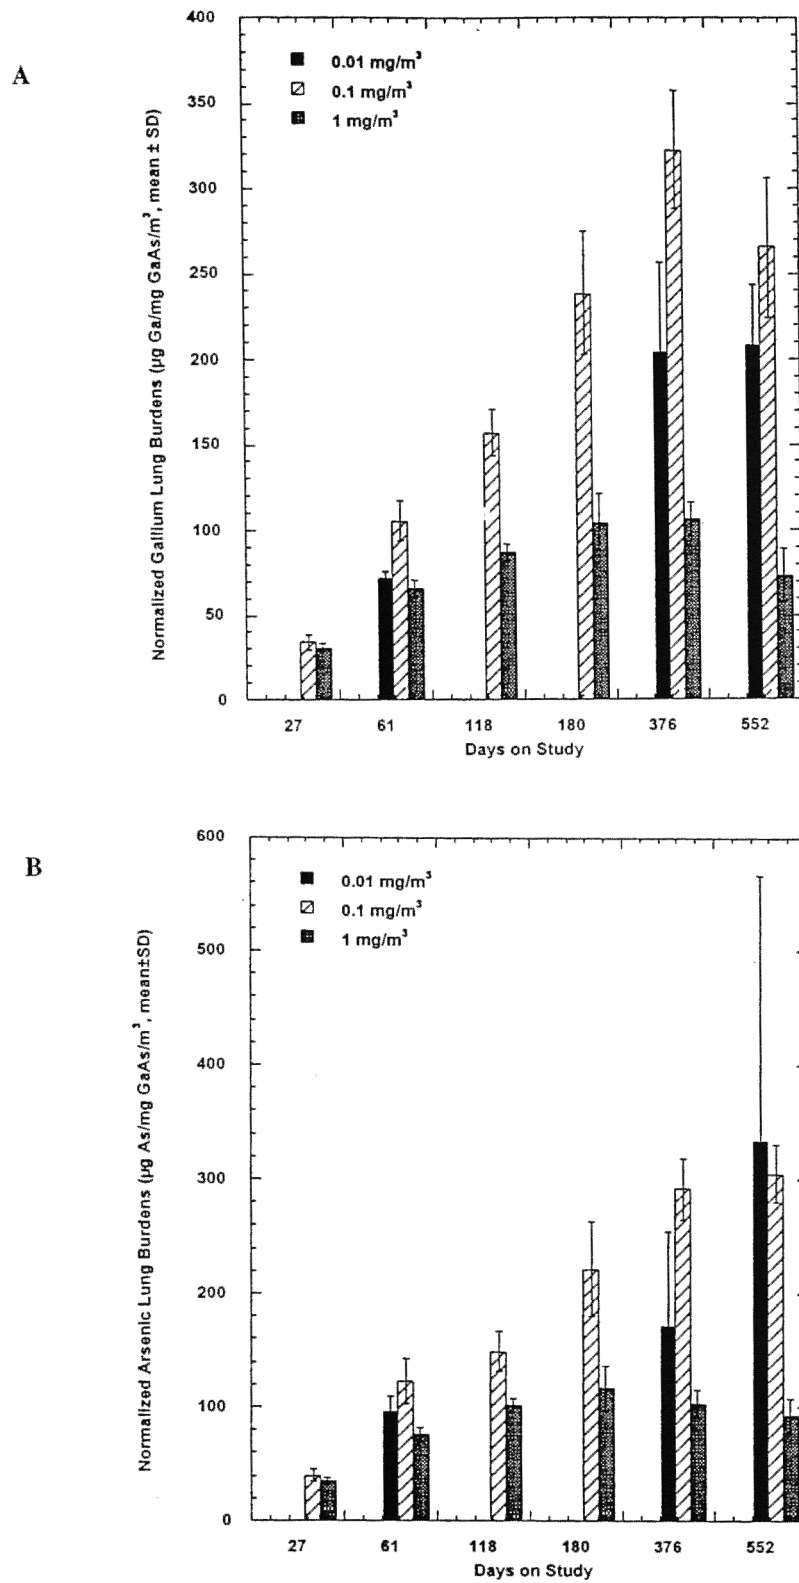 A
Normalized Gallium Lung Burdens (µg Ga/mg GaAs/m³, mean ± SD)
400
350
300
250
200
150
100
50
0
0.01 mg/m³
0.1 mg/m³
1 mg/m³
27 61 118 180 376 552
Days on Study
B
Normalized Arsenic Lung Burdens (µg As/mg GaAs/m³, mean±SD)
600
500
400
300
200
100
0
0.01 mg/m³
0.1 mg/m³
1 mg/m³
27 61 118 180 376 552
Days on Study